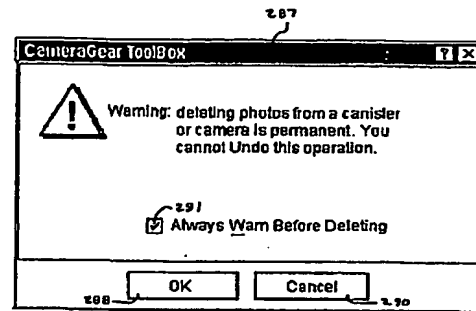 287
CameraGear ToolBox ? X
Warning: deleting photos from a canister
or camera is permanent. You
cannot Undo this operation.
291
Always Warn Before Deleting
OK Cancel
288 290